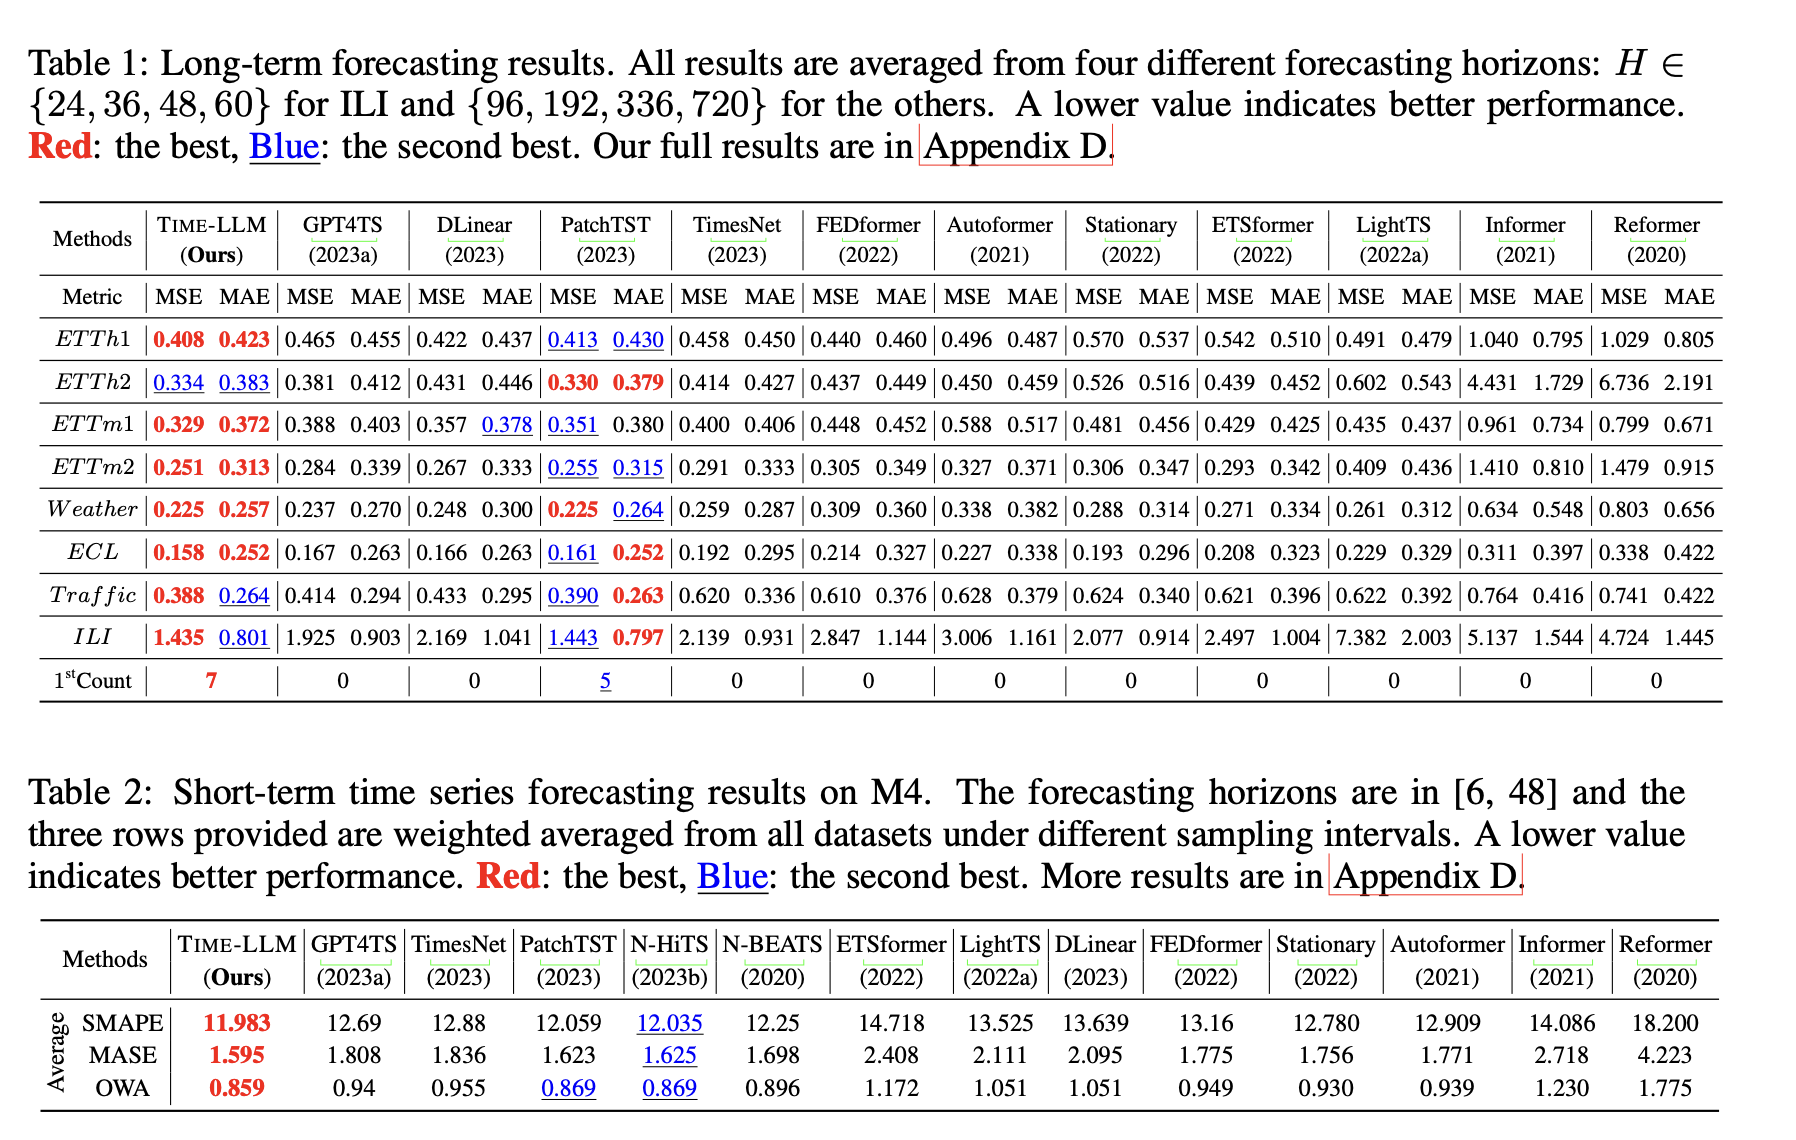 Table 1: Long-term forecasting results. All results are averaged from four different forecasting horizons: H ∈
{24, 36, 48, 60} for ILI and {96, 192, 336, 720} for the others. A lower value indicates better performance.
Red: the best, Blue: the second best. Our full results are in Appendix D.
Methods TIME-LLM (Ours) GPT4TS (2023a) DLinear (2023) PatchTST (2023) TimesNet (2023) FEDformer (2022) Autoformer (2021) Stationary (2022) ETSformer (2022) LightTS (2022a) Informer (2021) Reformer (2020)
Metric MSE MAE MSE MAE MSE MAE MSE MAE MSE MAE MSE MAE MSE MAE MSE MAE MSE MAE MSE MAE MSE MAE MSE MAE
ETTh1 0.408 0.423 0.465 0.455 0.422 0.437 0.413 0.430 0.458 0.450 0.440 0.460 0.496 0.487 0.570 0.537 0.542 0.510 0.491 0.479 1.040 0.795 1.029 0.805
ETTh2 0.334 0.383 0.381 0.412 0.431 0.446 0.330 0.379 0.414 0.427 0.437 0.449 0.450 0.459 0.526 0.516 0.439 0.452 0.602 0.543 4.431 1.729 6.736 2.191
ETTm1 0.329 0.372 0.388 0.403 0.357 0.378 0.351 0.380 0.400 0.406 0.448 0.452 0.588 0.517 0.481 0.456 0.429 0.425 0.435 0.437 0.961 0.734 0.799 0.671
ETTm2 0.251 0.313 0.284 0.339 0.267 0.333 0.255 0.315 0.291 0.333 0.305 0.349 0.327 0.371 0.306 0.347 0.293 0.342 0.409 0.436 1.410 0.810 1.479 0.915
Weather 0.225 0.257 0.237 0.270 0.248 0.300 0.225 0.264 0.259 0.287 0.309 0.360 0.338 0.382 0.288 0.314 0.271 0.334 0.261 0.312 0.634 0.548 0.803 0.656
ECL 0.158 0.252 0.167 0.263 0.166 0.263 0.161 0.252 0.192 0.295 0.214 0.327 0.227 0.338 0.193 0.296 0.208 0.323 0.229 0.329 0.311 0.397 0.338 0.422
Traffic 0.388 0.264 0.414 0.294 0.433 0.295 0.390 0.263 0.620 0.336 0.610 0.376 0.628 0.379 0.624 0.340 0.621 0.396 0.622 0.392 0.764 0.416 0.741 0.422
ILI 1.435 0.801 1.925 0.903 2.169 1.041 1.443 0.797 2.139 0.931 2.847 1.144 3.006 1.161 2.077 0.914 2.497 1.004 7.382 2.003 5.137 1.544 4.724 1.445
1stCount 7 0 0 5 0 0 0 0 0 0 0 0
Table 2: Short-term time series forecasting results on M4. The forecasting horizons are in [6, 48] and the
three rows provided are weighted averaged from all datasets under different sampling intervals. A lower value
indicates better performance. Red: the best, Blue: the second best. More results are in Appendix D.
Methods TIME-LLM (Ours) GPT4TS (2023a) TimesNet (2023) PatchTST (2023) N-HiTS (2023b) N-BEATS (2020) ETSformer (2022) LightTS (2022a) DLinear (2023) FEDformer (2022) Stationary (2022) Autoformer (2021) Informer (2021) Reformer (2020)
Average
SMAPE 11.983 12.69 12.88 12.059 12.035 12.25 14.718 13.525 13.639 13.16 12.780 12.909 14.086 18.200
MASE 1.595 1.808 1.836 1.623 1.625 1.698 2.408 2.111 2.095 1.775 1.756 1.771 2.718 4.223
OWA 0.859 0.94 0.955 0.869 0.869 0.896 1.172 1.051 1.051 0.949 0.930 0.939 1.230 1.775